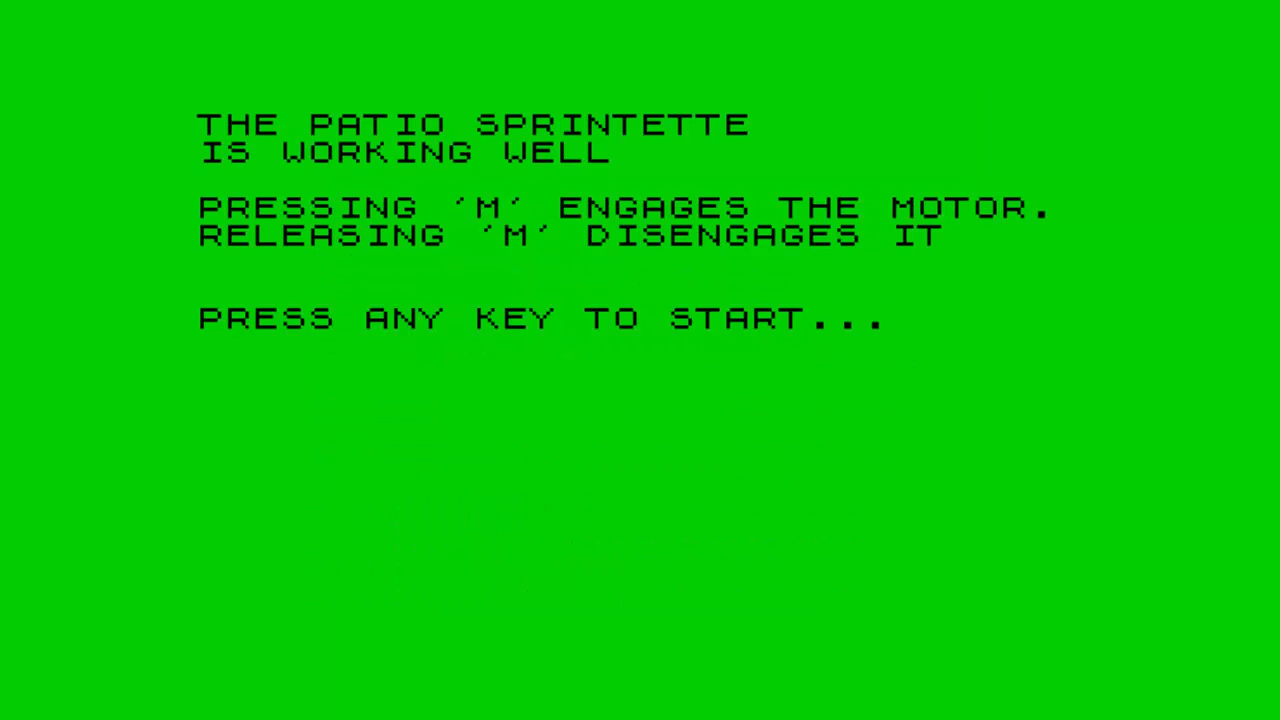 THE PATIO SPRINTETTE
IS WORKING WELL
PRESSING ´M´ ENGAGES THE MOTOR.
RELEASING ´M´ DISENGAGES IT
PRESS ANY KEY TO START...